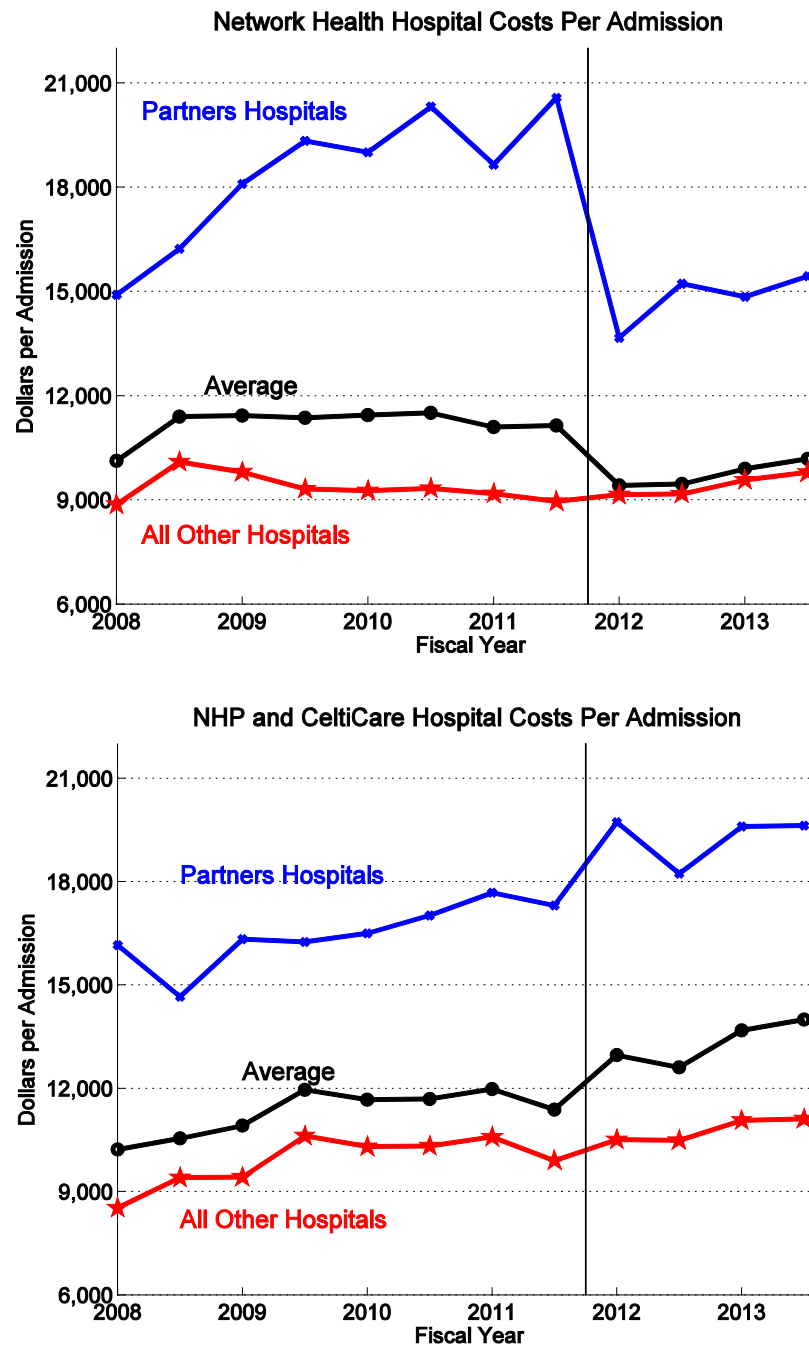 Network Health Hospital Costs Per Admission
21,000
Partners Hospitals
18,000
15,000
Average
12,000
9,000
All Other Hospitals
6,000
Dollars per Admission
2008 2009 2010 2011 2012 2013
Fiscal Year
NHP and CeltiCare Hospital Costs Per Admission
21,000
18,000
Partners Hospitals
15,000
12,000
Average
9,000
All Other Hospitals
6,000
Dollars per Admission
2008 2009 2010 2011 2012 2013
Fiscal Year